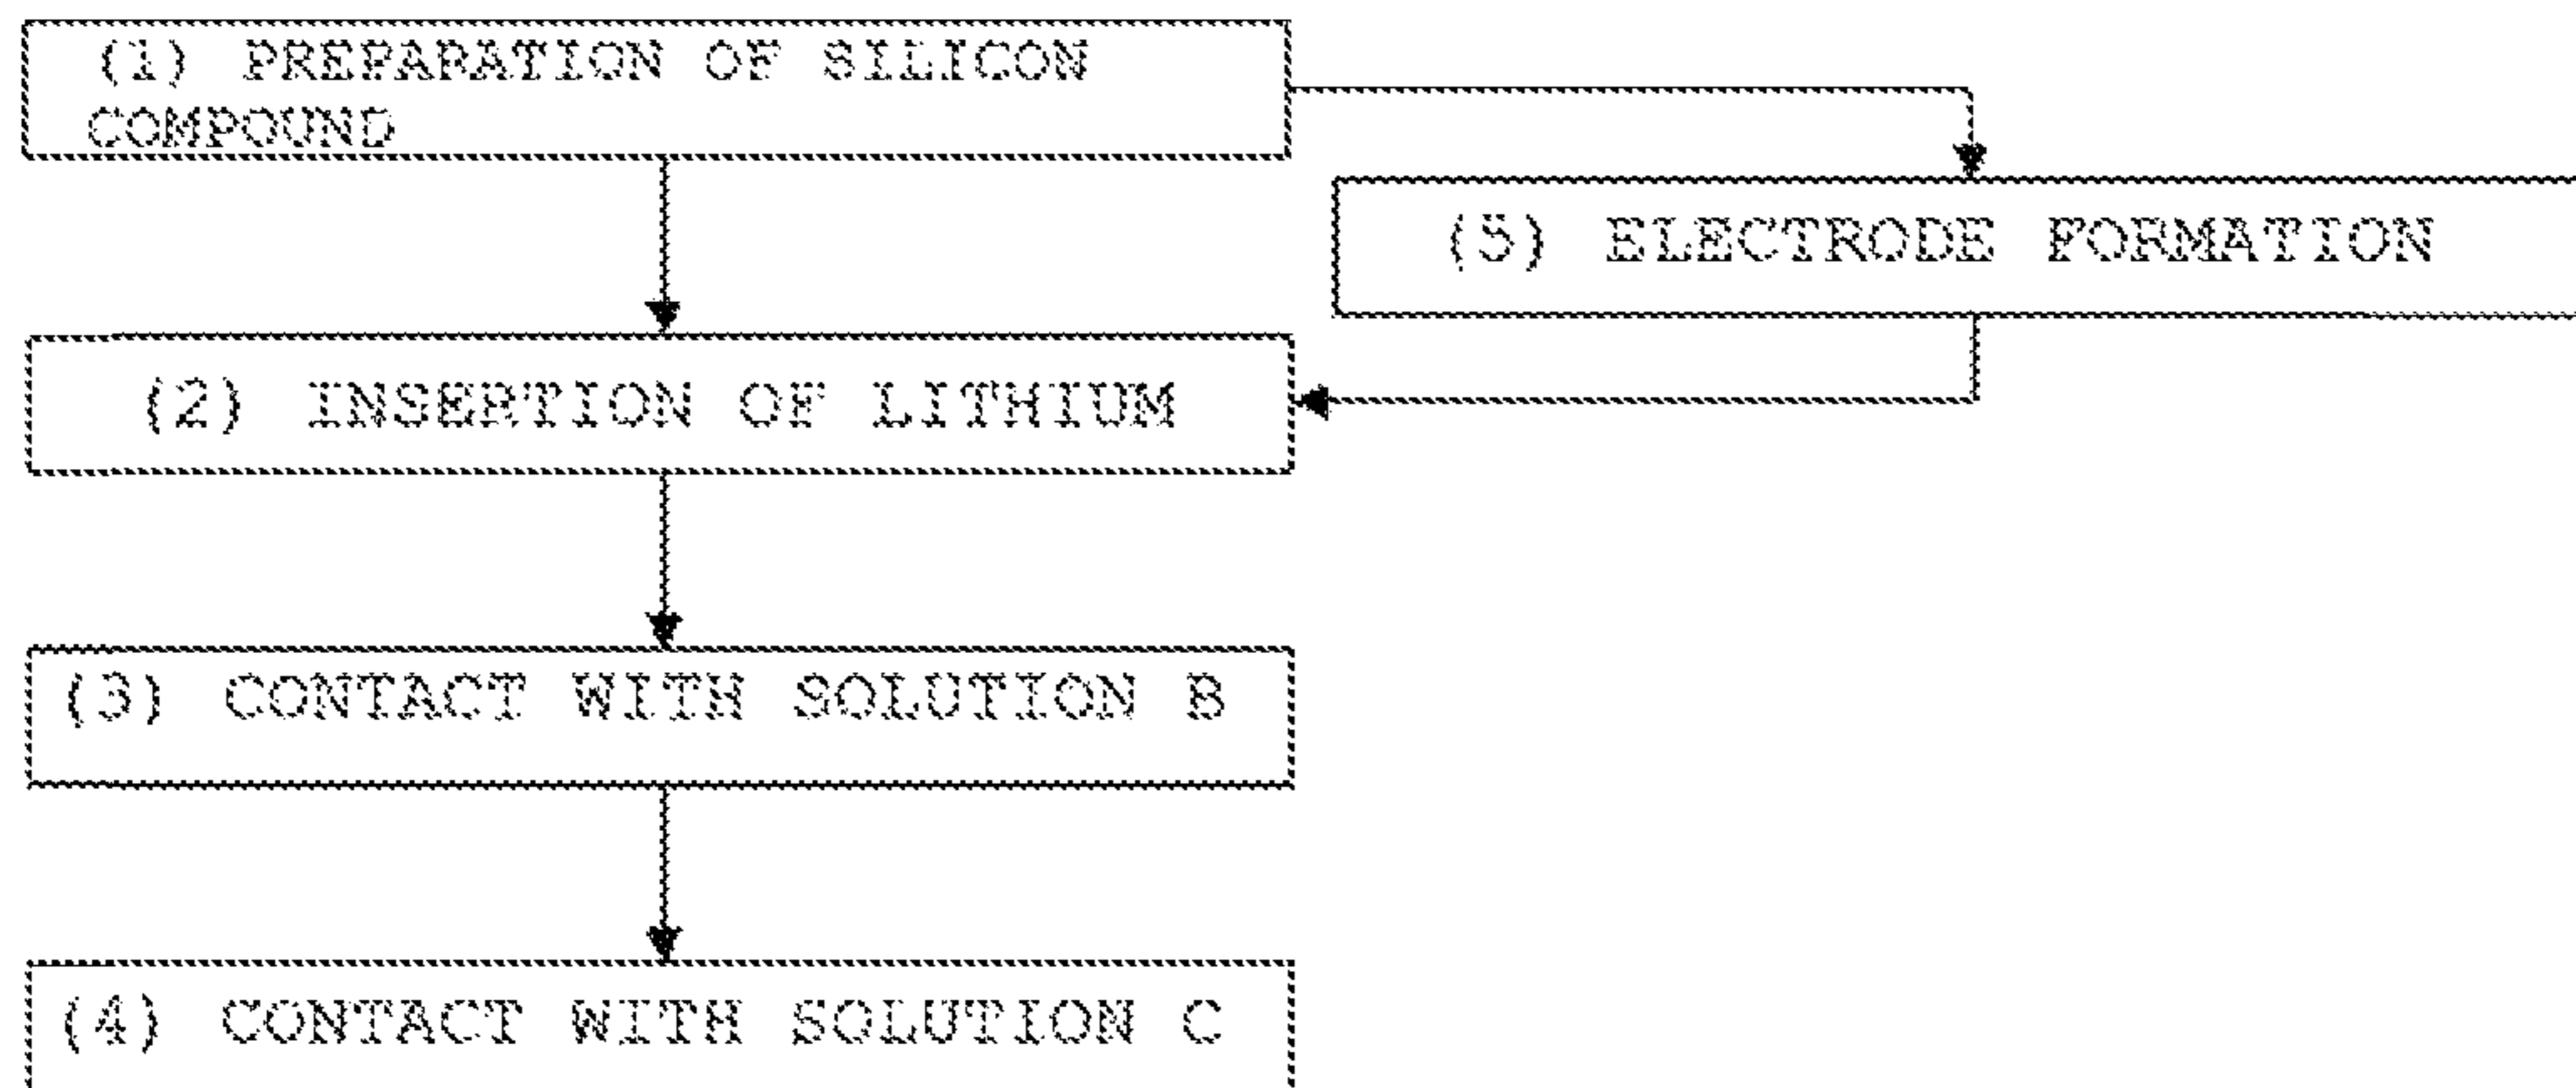 (1) PREPARATION OF SILICON
COMPOUND
(5) ELECTRODE FORMATION
(2) INSERTION OF LITHIUM
(3) CONTACT WITH SOLUTION B
(4) CONTACT WITH SOLUTION C